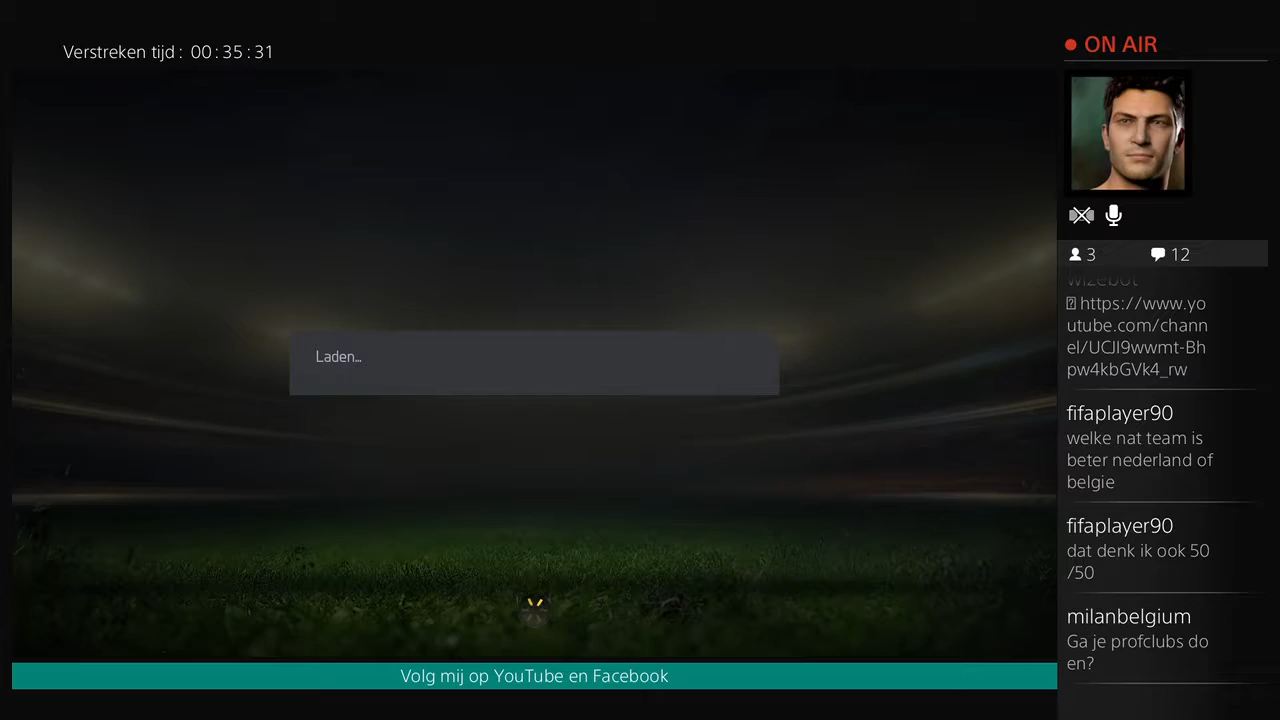 Verstreken tijd: 00:35:31
Laden...
Volg mij op YouTube en Facebook
ON AIR
3 12
wizebot
https://www.yo
utube.com/chann
el/UCJI9wwmt-Bh
pw4kbGVk4_rw
fifaplayer90
welke nat team is
beter nederland of
belgie
fifaplayer90
dat denk ik ook 50
/50
milanbelgium
Ga je profclubs do
en?